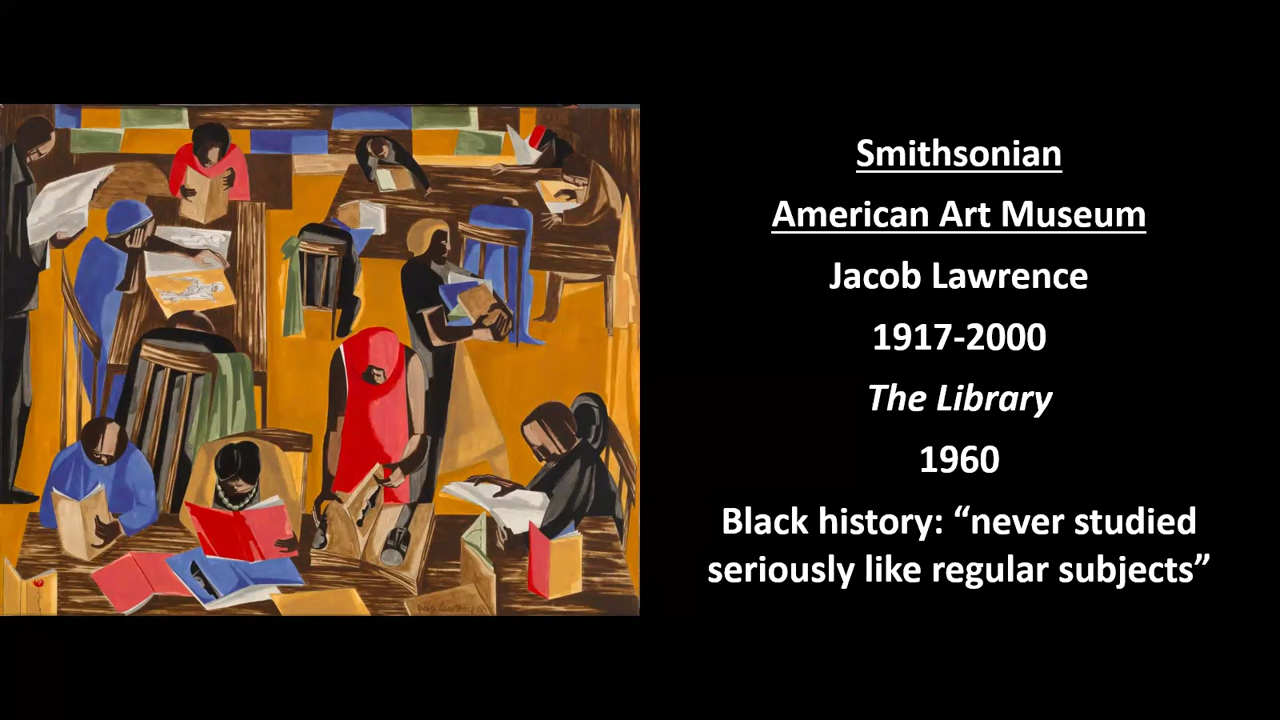 Smithsonian
American Art Museum
Jacob Lawrence
1917-2000
The Library
1960
Black history: “never studied
seriously like regular subjects”